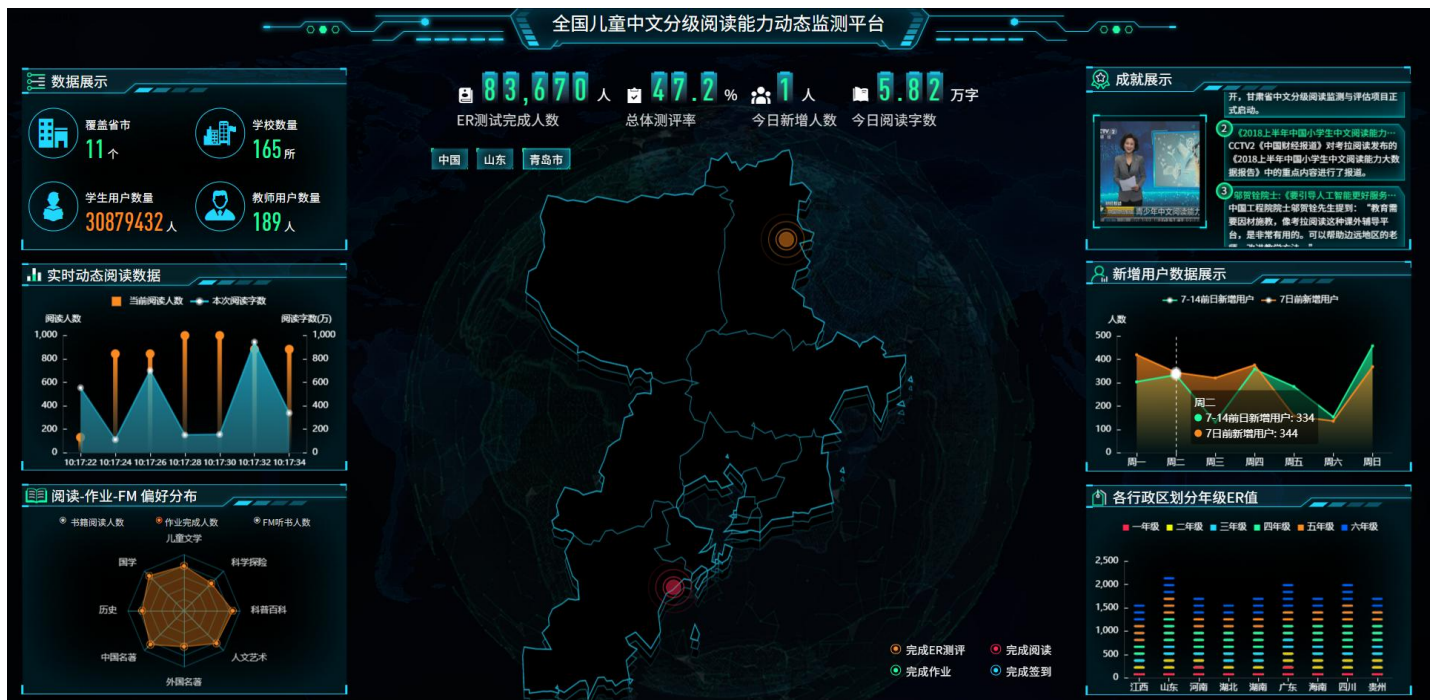 全国儿童中文分级阅读能力动态监测平台
数据展示
覆盖省市
11个
学校数量
165所
学生用户数量
30879432人
教师用户数量
189人
83,670人
ER测试完成人数
47.2%
总体测评率
1人
今日新增人数
5.82万字
今日阅读字数
中国 山东 青岛市
成就展示
开，甘肃省中文分级阅读监测与评估项目正
式启动。
2 《2018上半年中国小学生中文阅读能力…
CCTV2《中国财经报道》对考拉阅读发布的
《2018上半年中国小学生中文阅读能力大数
据报告》中的重点内容进行了报道。
3 邬贺铨院士:《要引导人工智能更好服务…
中国工程院院士邬贺铨先生提到：“教育需
要因材施教，像考拉阅读这种课外辅导平
台，是非常有用的。可以帮助边远地区的老
青少年中文阅读能力
实时动态阅读数据
当前阅读人数 本次阅读字数
阅读人数 阅读字数(万)
1,000 1,000
800 800
600 600
400 400
200 200
0 0
10:17:22 10:17:24 10:17:26 10:17:28 10:17:30 10:17:32 10:17:34
新增用户数据展示
7-14前日新增用户 7日前新增用户
人数
500
400
300
200
100
0
周二
7-14前日新增用户: 334
7日前新增用户: 344
周一 周二 周三 周四 周五 周六 周日
阅读-作业-FM 偏好分布
书籍阅读人数 作业完成人数 FM听书人数
儿童文学
国学 科学探险
历史 科普百科
中国名著 人文艺术
外国名著
完成ER测评 完成阅读
完成作业 完成签到
各行政区划分年级ER值
一年级 二年级 三年级 四年级 五年级 六年级
2,500
2,000
1,500
1,000
500
0
江西 山东 河南 湖北 湖南 广东 海南 四川 贵州